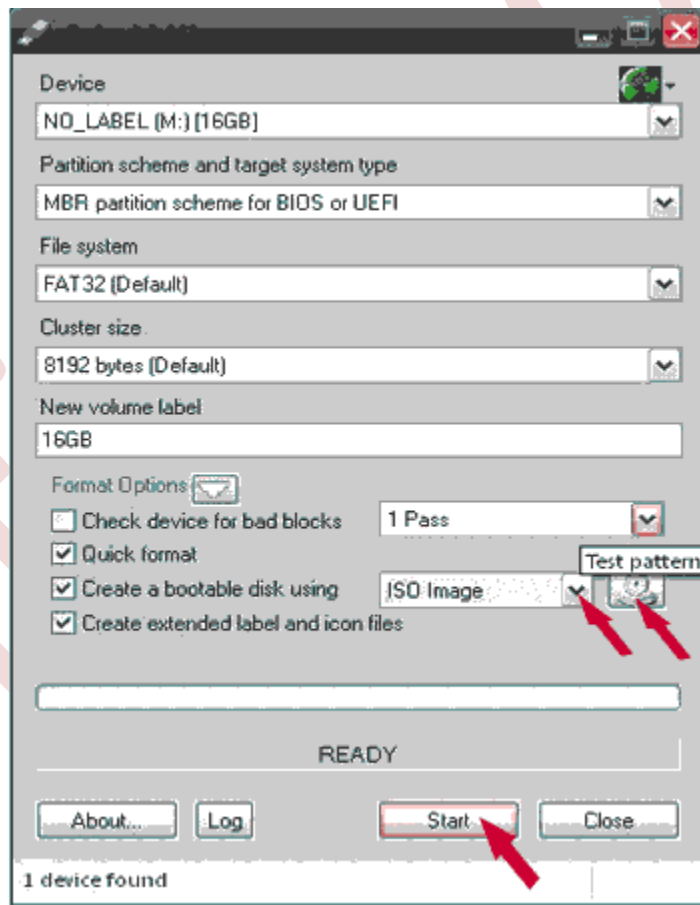 Device
NO_LABEL (M:) [16GB]
Partition scheme and target system type
MBR partition scheme for BIOS or UEFI
File system
FAT32 (Default)
Cluster size
8192 bytes (Default)
New volume label
16GB
Format Options
Check device for bad blocks 1 Pass
Quick format
Test pattern
Create a bootable disk using ISO Image
Create extended label and icon files
READY
About... Log Start Close
1 device found